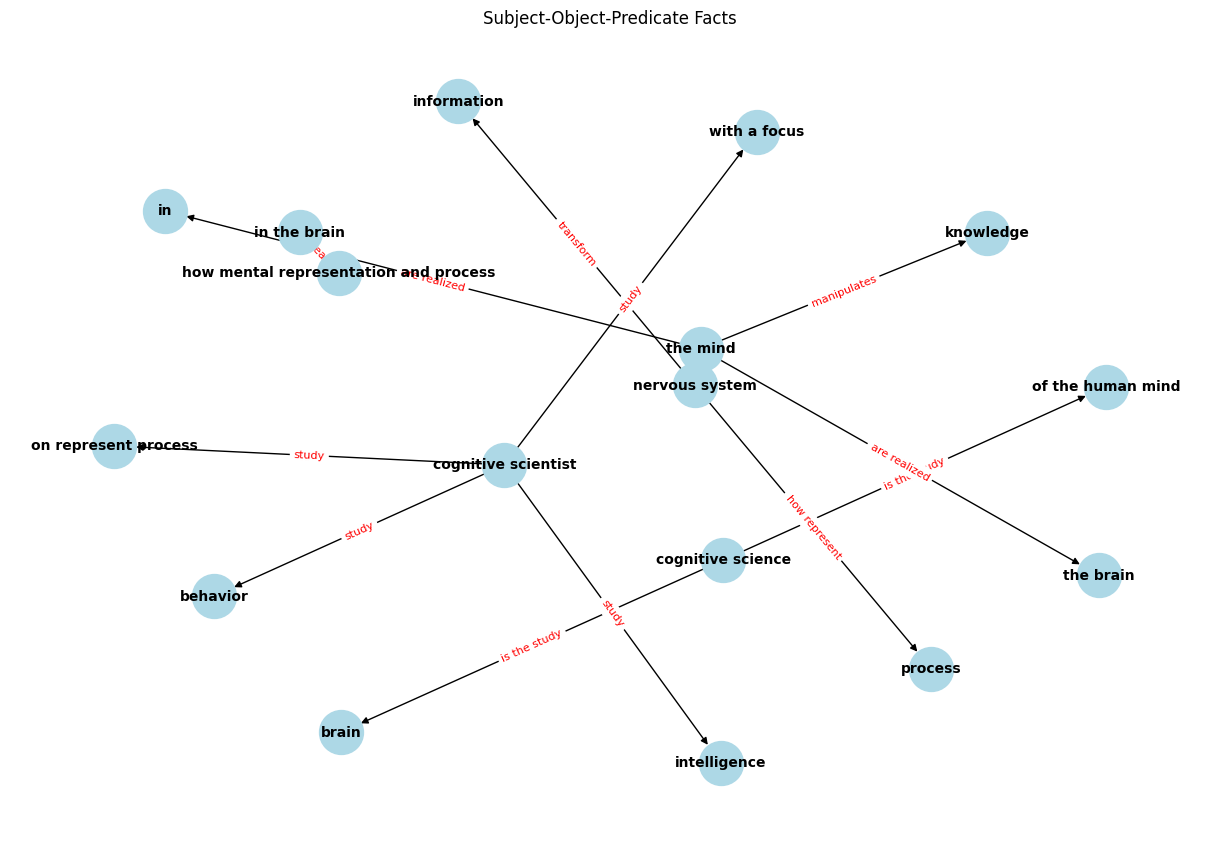 Subject-Object-Predicate Facts
information
with a focus
transform
in
in the brain
knowledge
how mental representation and process
are realized
manipulates
study
the mind
nervous system
of the human mind
on represent process
study
cognitive scientist
are realized
is the study
how represent
study
cognitive science
the brain
behavior
study
is the study
process
brain
intelligence